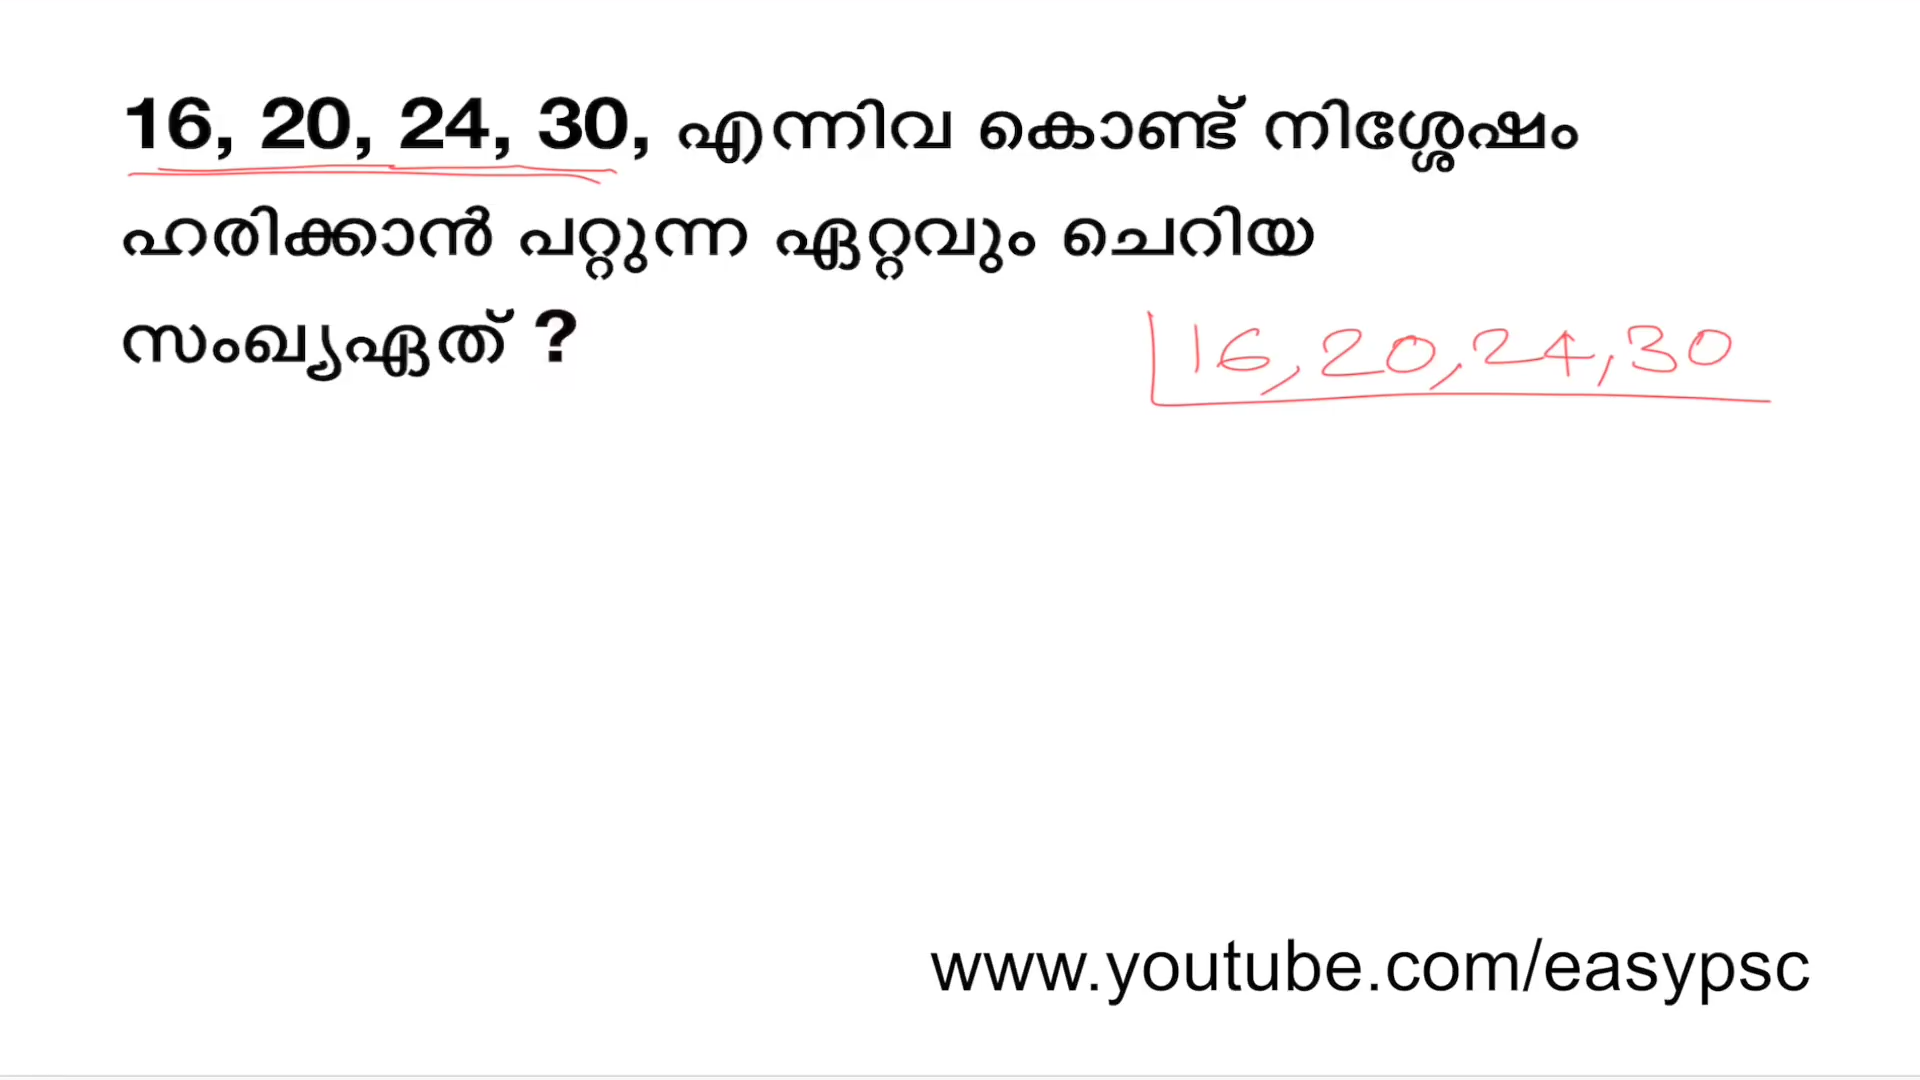 16, 20, 24, 30, എന്നിവ കൊണ്ട് നിശ്ശേഷം
ഹരിക്കാൻ പറ്റുന്ന ഏറ്റവും ചെറിയ
സംഖ്യഏത് ?
16, 20, 24, 30
www.youtube.com/easypsc